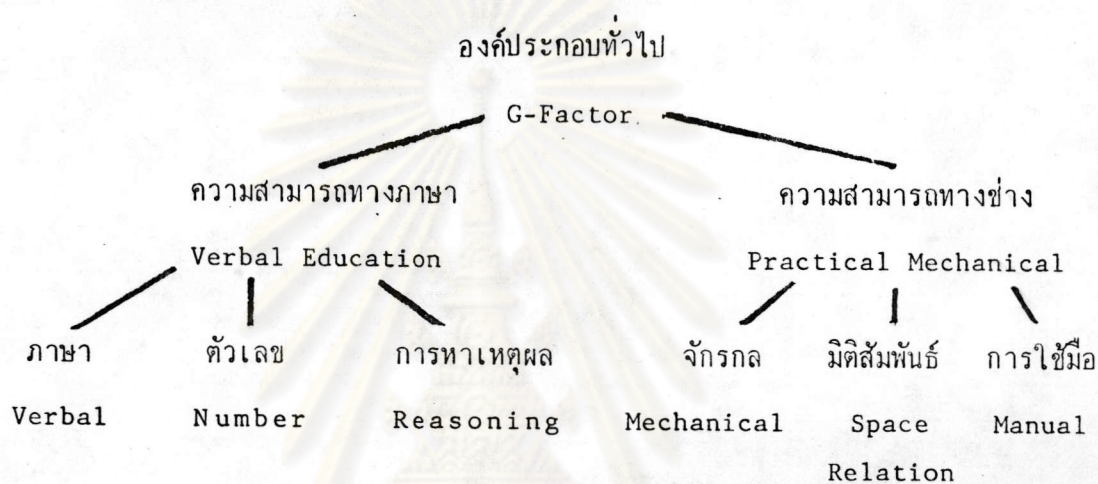 องค์ประกอบทั่วไป
G-Factor
ความสามารถทางภาษา ความสามารถทางช่าง
Verbal Education Practical Mechanical
ภาษา ตัวเลข การหาเหตุผล จักรกล มิติสัมพันธ์ การใช้มือ
Verbal Number Reasoning Mechanical Space Manual
Relation